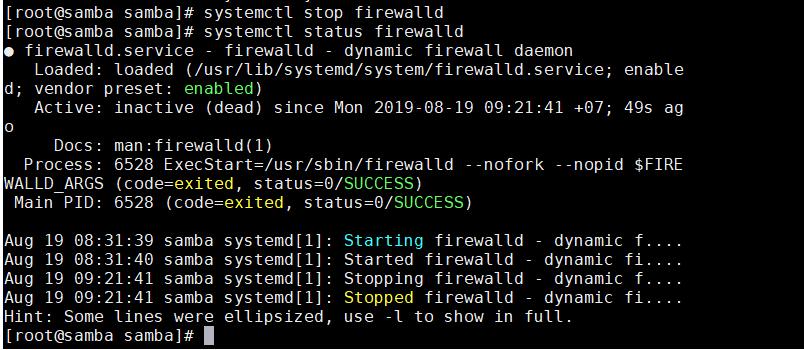 [root@samba samba]# systemctl stop firewalld
[root@samba samba]# systemctl status firewalld
● firewalld.service - firewalld - dynamic firewall daemon
   Loaded: loaded (/usr/lib/systemd/system/firewalld.service; enable
d; vendor preset: enabled)
   Active: inactive (dead) since Mon 2019-08-19 09:21:41 +07; 49s ag
o
     Docs: man:firewalld(1)
  Process: 6528 ExecStart=/usr/sbin/firewalld --nofork --nopid $FIRE
WALLD_ARGS (code=exited, status=0/SUCCESS)
 Main PID: 6528 (code=exited, status=0/SUCCESS)

Aug 19 08:31:39 samba systemd[1]: Starting firewalld - dynamic f....
Aug 19 08:31:40 samba systemd[1]: Started firewalld - dynamic fi....
Aug 19 09:21:41 samba systemd[1]: Stopping firewalld - dynamic f....
Aug 19 09:21:41 samba systemd[1]: Stopped firewalld - dynamic fi....
Hint: Some lines were ellipsized, use -l to show in full.
[root@samba samba]#